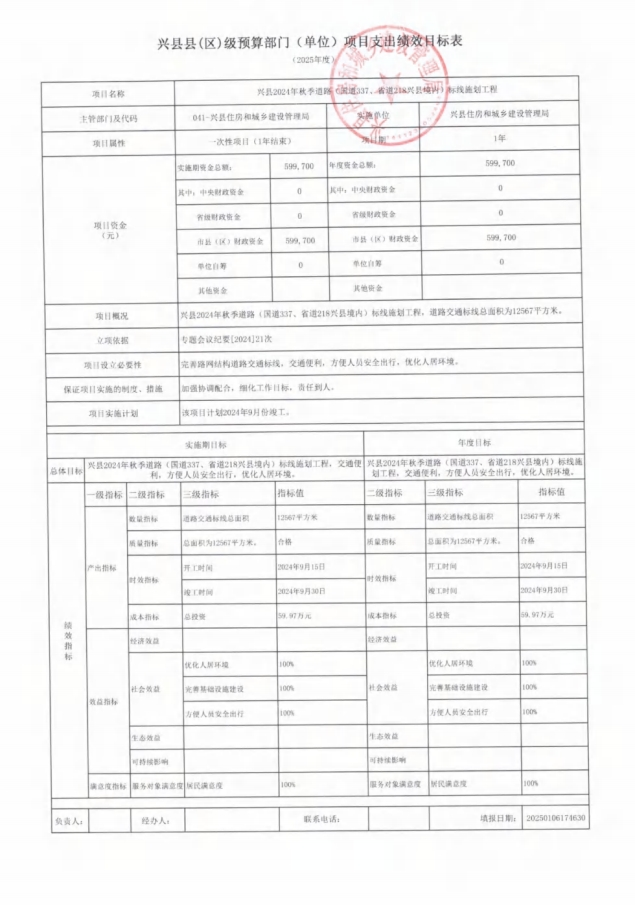 兴县县(区)级预算部门（单位）项目支出绩效目标表
（2025年度）
项目名称 兴县2024年秋季道路（国道337、省道218兴县境内）标线施划工程
主管部门及代码 041-兴县住房和城乡建设管理局 实施单位 兴县住房和城乡建设管理局
项目属性 一次性项目（1年结束） 项目期 1年
项目资金（元） 实施期资金总额： 599,700 年度资金总额： 599,700
其中：中央财政资金 0 其中：中央财政资金 0
省级财政资金 0 省级财政资金 0
市县（区）财政资金 599,700 市县（区）财政资金 599,700
单位自筹 0 单位自筹 0
其他资金 其他资金
项目概况 兴县2024年秋季道路（国道337、省道218兴县境内）标线施划工程，道路交通标线总面积为12567平方米。
立项依据 专题会议纪要[2024]21次
项目设立必要性 完善路网结构道路交通标线，交通便利，方便人员安全出行，优化人居环境。
保证项目实施的制度、措施 加强协调配合，细化工作目标、责任到人。
项目实施计划 该项目计划2024年9月份竣工。
实施期目标 年度目标
总体目标 兴县2024年秋季道路（国道337、省道218兴县境内）标线施划工程，交通便利，方便人员安全出行，优化人居环境。 兴县2024年秋季道路（国道337、省道218兴县境内）标线施划工程，交通便利，方便人员安全出行，优化人居环境。
绩效指标 一级指标 二级指标 三级指标 指标值 二级指标 三级指标 指标值
产出指标 数量指标 道路交通标线总面积 12567平方米 数量指标 道路交通标线总面积 12567平方米
质量指标 总面积为12567平方米。 合格 质量指标 总面积为12567平方米。 合格
时效指标 开工时间 2024年9月15日 时效指标 开工时间 2024年9月15日
竣工时间 2024年9月30日 竣工时间 2024年9月30日
成本指标 总投资 59.97万元 成本指标 总投资 59.97万元
效益指标 经济效益 经济效益
社会效益 优化人居环境 100% 社会效益 优化人居环境 100%
完善基础设施建设 100% 完善基础设施建设 100%
方便人员安全出行 100% 方便人员安全出行 100%
生态效益 生态效益
可持续影响 可持续影响
满意度指标 服务对象满意度 居民满意度 100% 服务对象满意度 居民满意度 100%
负责人： 经办人： 联系电话： 填报日期： 20250106174630